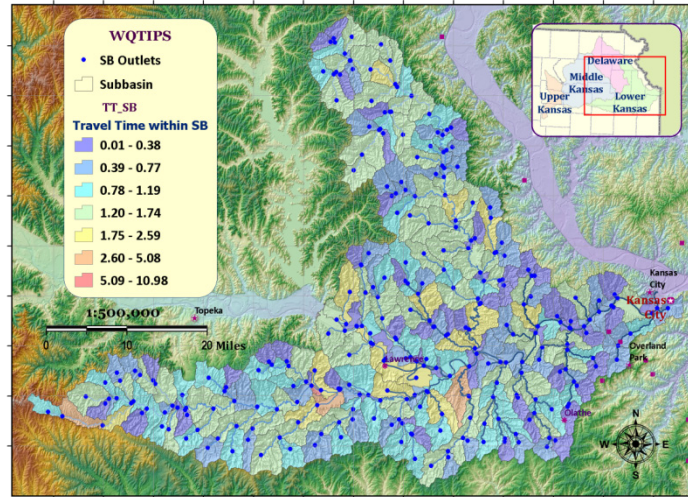 WQTIPS
SB Outlets
Subbasin
TT_SB
Travel Time within SB
0.01 - 0.38
0.39 - 0.77
0.78 - 1.19
1.20 - 1.74
1.75 - 2.59
2.60 - 5.08
5.09 - 10.98
1:500,000
0
20 Miles
Topeka
Delaware
Middle
Kansas
Upper
Kansas
Lower
Kansas
Kansas
City
Kansas
City
Overland
Park
Lawrence
Olathe
N
W
E
S